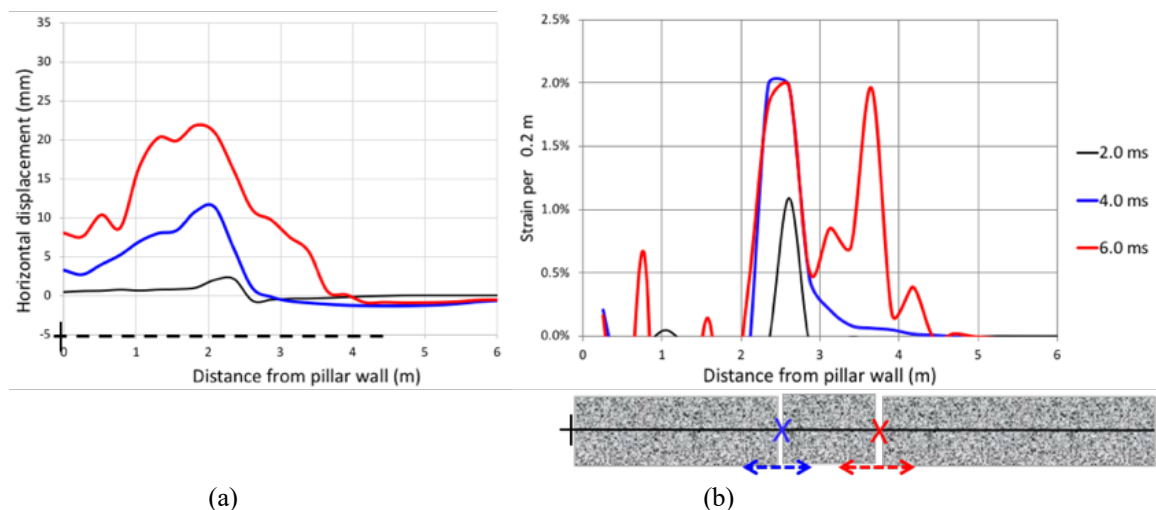 35
30
25
20
15
10
5
0
-5
Horizontal displacement (mm)
0 1 2 3 4 5 6
Distance from pillar wall (m)
2.5%
2.0%
1.5%
1.0%
0.5%
0.0%
Strain per 0.2 m
0 1 2 3 4 5 6
Distance from pillar wall (m)
2.0 ms
4.0 ms
6.0 ms
(a) (b)